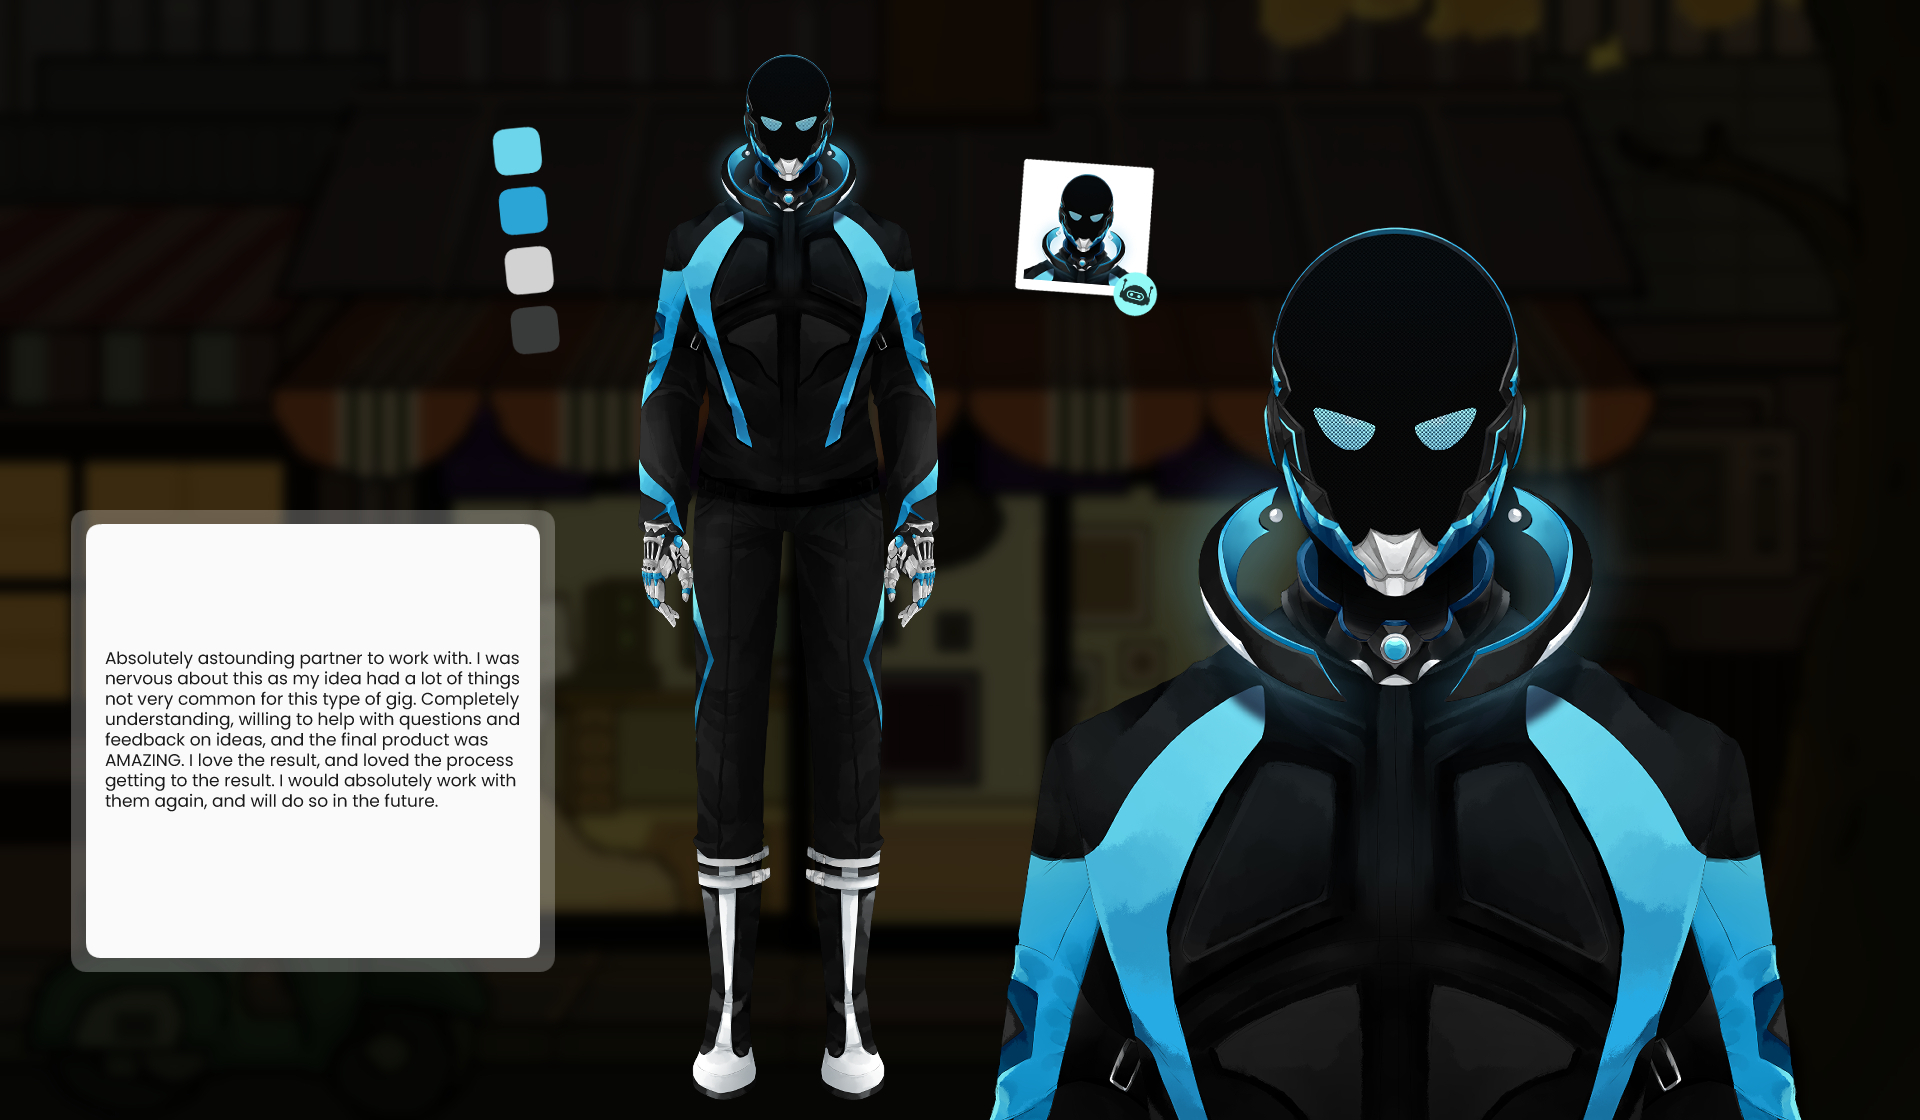 Absolutely astounding partner to work with. I was
nervous about this as my idea had a lot of things
not very common for this type of gig. Completely
understanding, willing to help with questions and
feedback on ideas, and the final product was
AMAZING. I love the result, and loved the process
getting to the result. I would absolutely work with
them again, and will do so in the future.